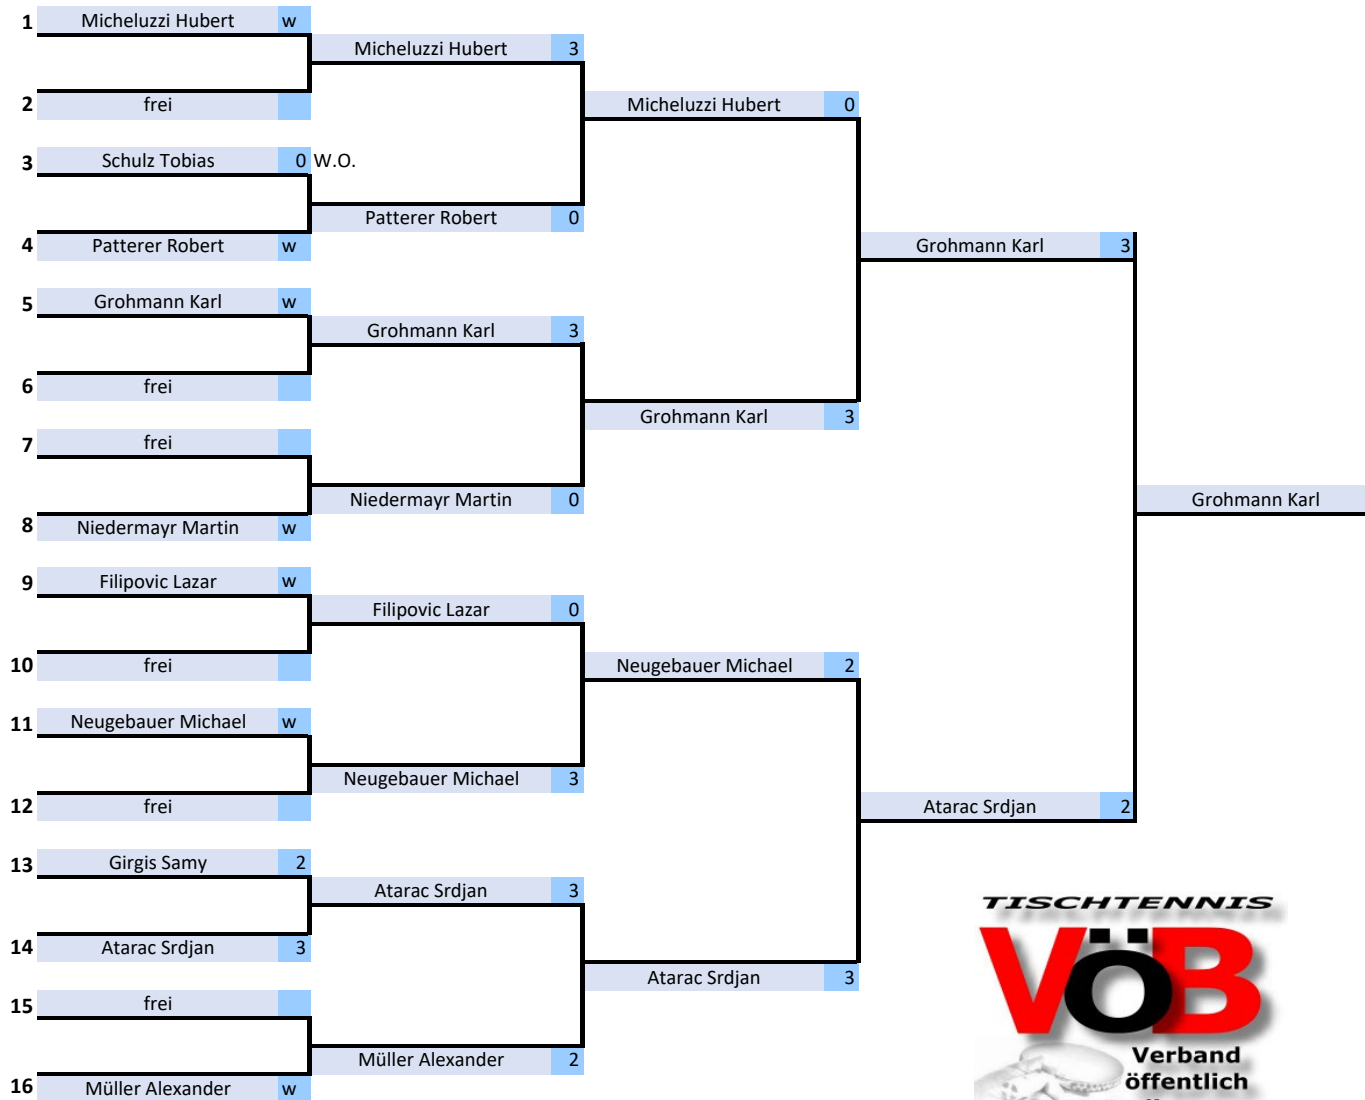 1 Micheluzzi Hubert w
Micheluzzi Hubert 3
2 frei
Micheluzzi Hubert 0
3 Schulz Tobias 0 W.O.
Patterer Robert 0
4 Patterer Robert w
Grohmann Karl 3
5 Grohmann Karl w
Grohmann Karl 3
6 frei
Grohmann Karl 3
7 frei
Niedermayr Martin 0
Grohmann Karl
8 Niedermayr Martin w
9 Filipovic Lazar w
Filipovic Lazar 0
10 frei
Neugebauer Michael 2
11 Neugebauer Michael w
Neugebauer Michael 3
12 frei
Atarac Srdjan 2
13 Girgis Samy 2
Atarac Srdjan 3
14 Atarac Srdjan 3
Atarac Srdjan 3
15 frei
Müller Alexander 2
16 Müller Alexander w
TISCHTENNIS
VöB
Verband
öffentlich